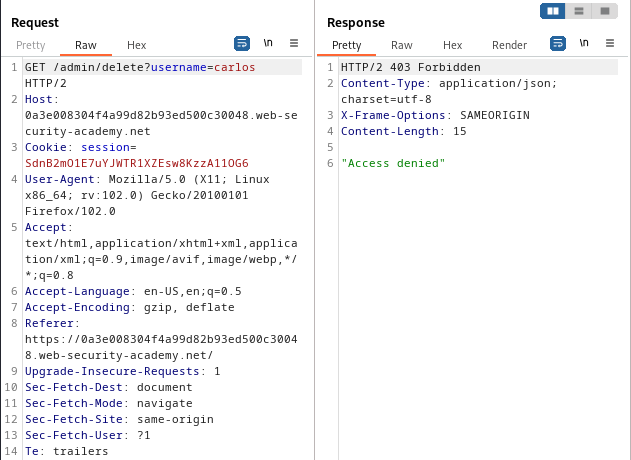 Request
Pretty Raw Hex
\n
1 GET /admin/delete?username=carlos
HTTP/2
2 Host:
0a3e008304f4a99d82b93ed500c30048.web-se
curity-academy.net
3 Cookie: session=
SdnB2mO1E7uYJWTR1XZEsw8KzzA11OG6
4 User-Agent: Mozilla/5.0 (X11; Linux
x86_64; rv:102.0) Gecko/20100101
Firefox/102.0
5 Accept:
text/html,application/xhtml+xml,applica
tion/xml;q=0.9,image/avif,image/webp,*/
*;q=0.8
6 Accept-Language: en-US,en;q=0.5
7 Accept-Encoding: gzip, deflate
8 Referer:
https://0a3e008304f4a99d82b93ed500c3004
8.web-security-academy.net/
9 Upgrade-Insecure-Requests: 1
10 Sec-Fetch-Dest: document
11 Sec-Fetch-Mode: navigate
12 Sec-Fetch-Site: same-origin
13 Sec-Fetch-User: ?1
14 Te: trailers
Response
Pretty Raw Hex Render
\n
1 HTTP/2 403 Forbidden
2 Content-Type: application/json;
charset=utf-8
3 X-Frame-Options: SAMEORIGIN
4 Content-Length: 15
5
6 "Access denied"